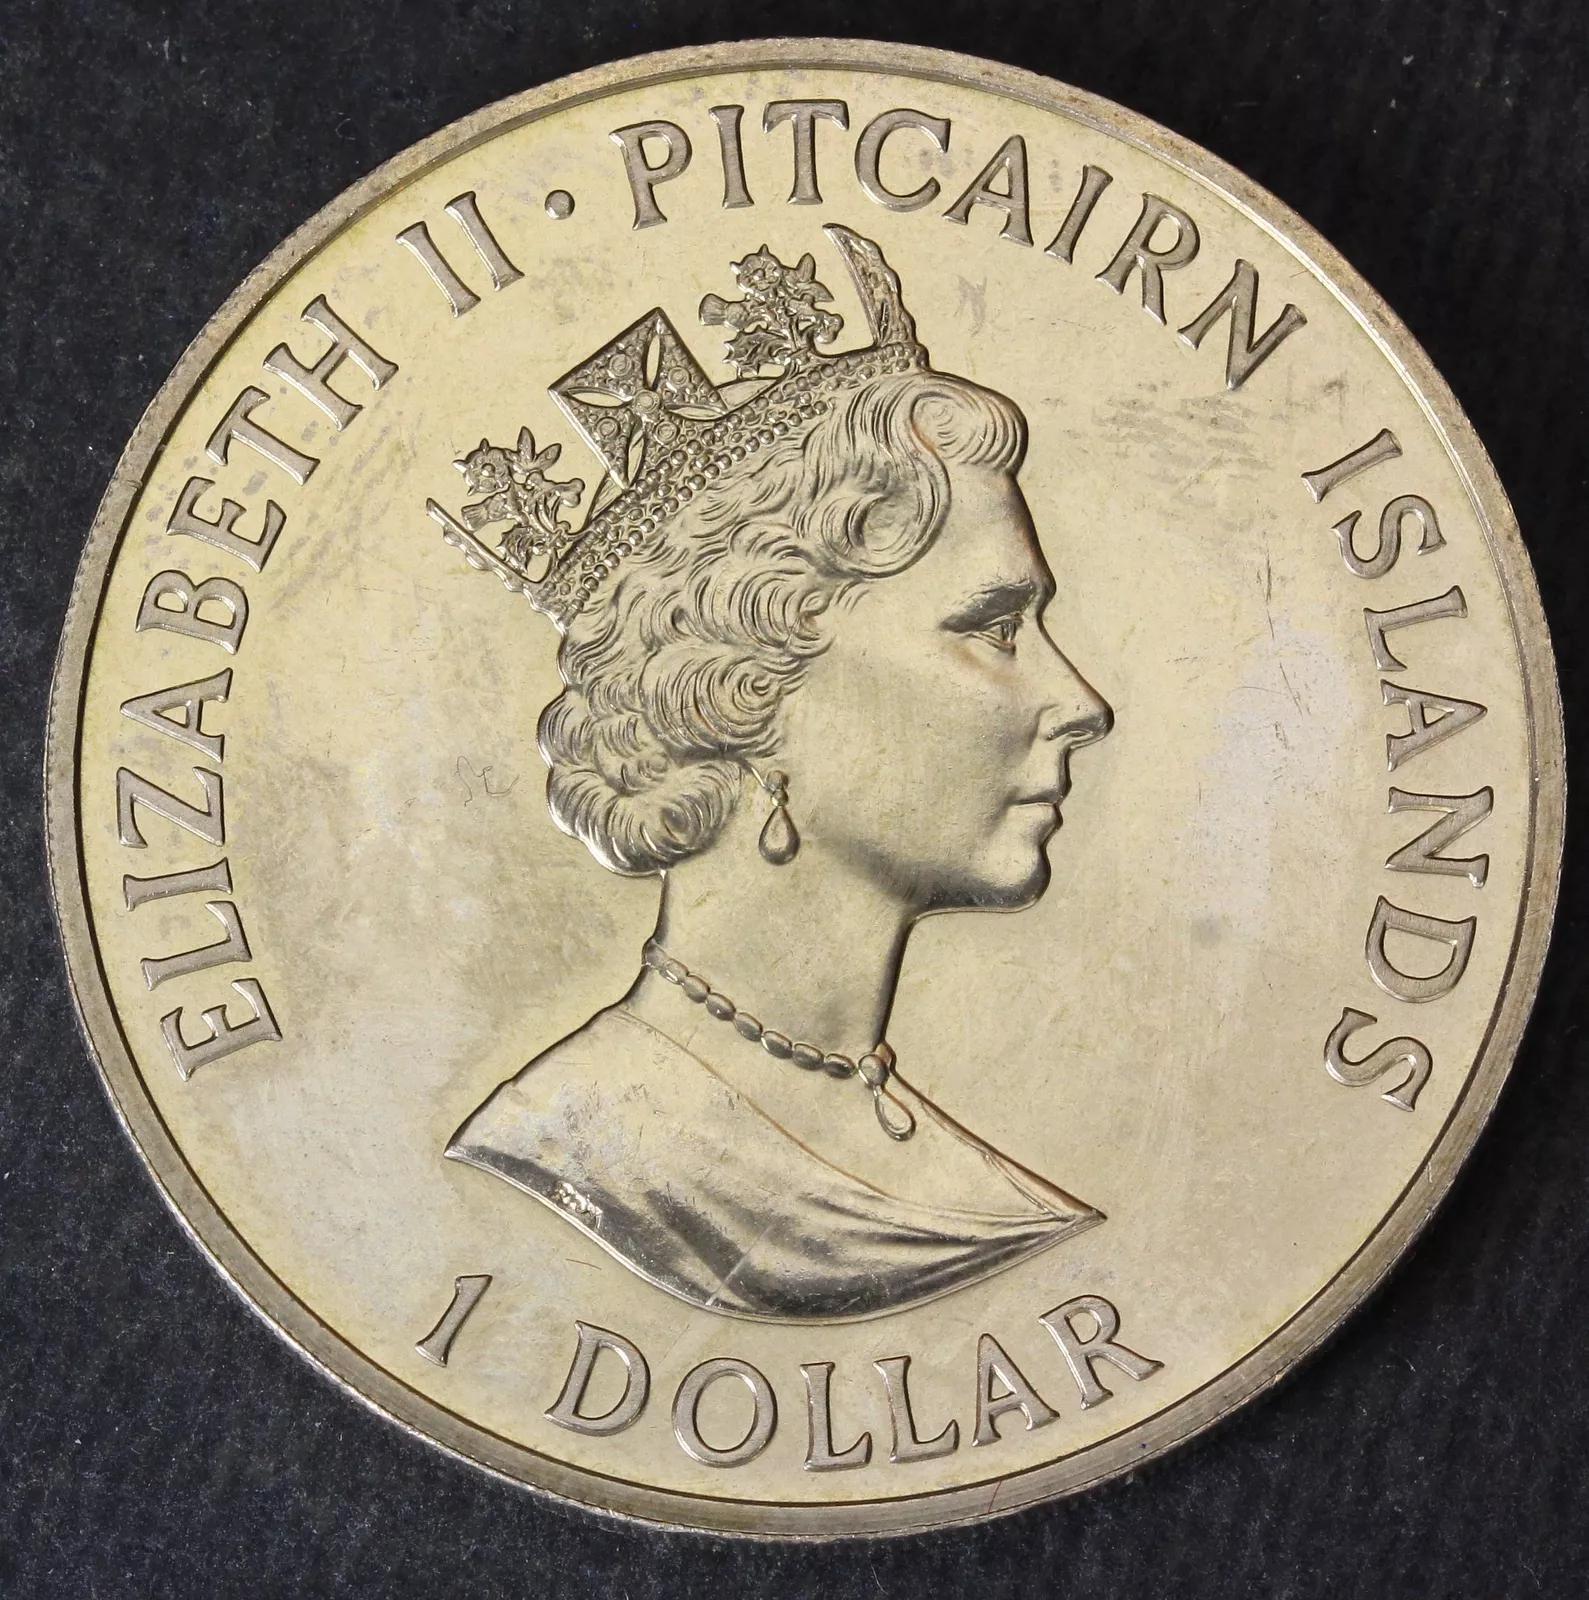 ELIZABETH II · PITCAIRN ISLANDS
1 DOLLAR